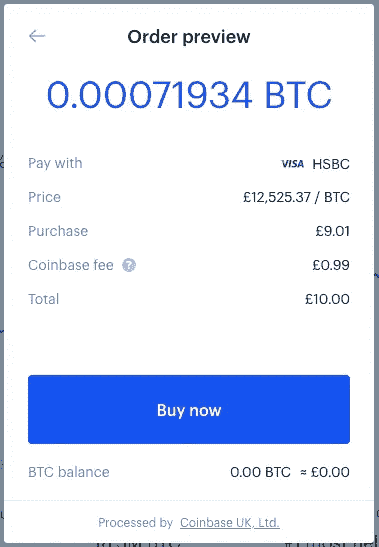 Order preview
0.00071934 BTC
Pay with VISA HSBC
Price £12,525.37 / BTC
Purchase £9.01
Coinbase fee ? £0.99
Total £10.00
Buy now
BTC balance 0.00 BTC ≈ £0.00
Processed by Coinbase UK, Ltd.